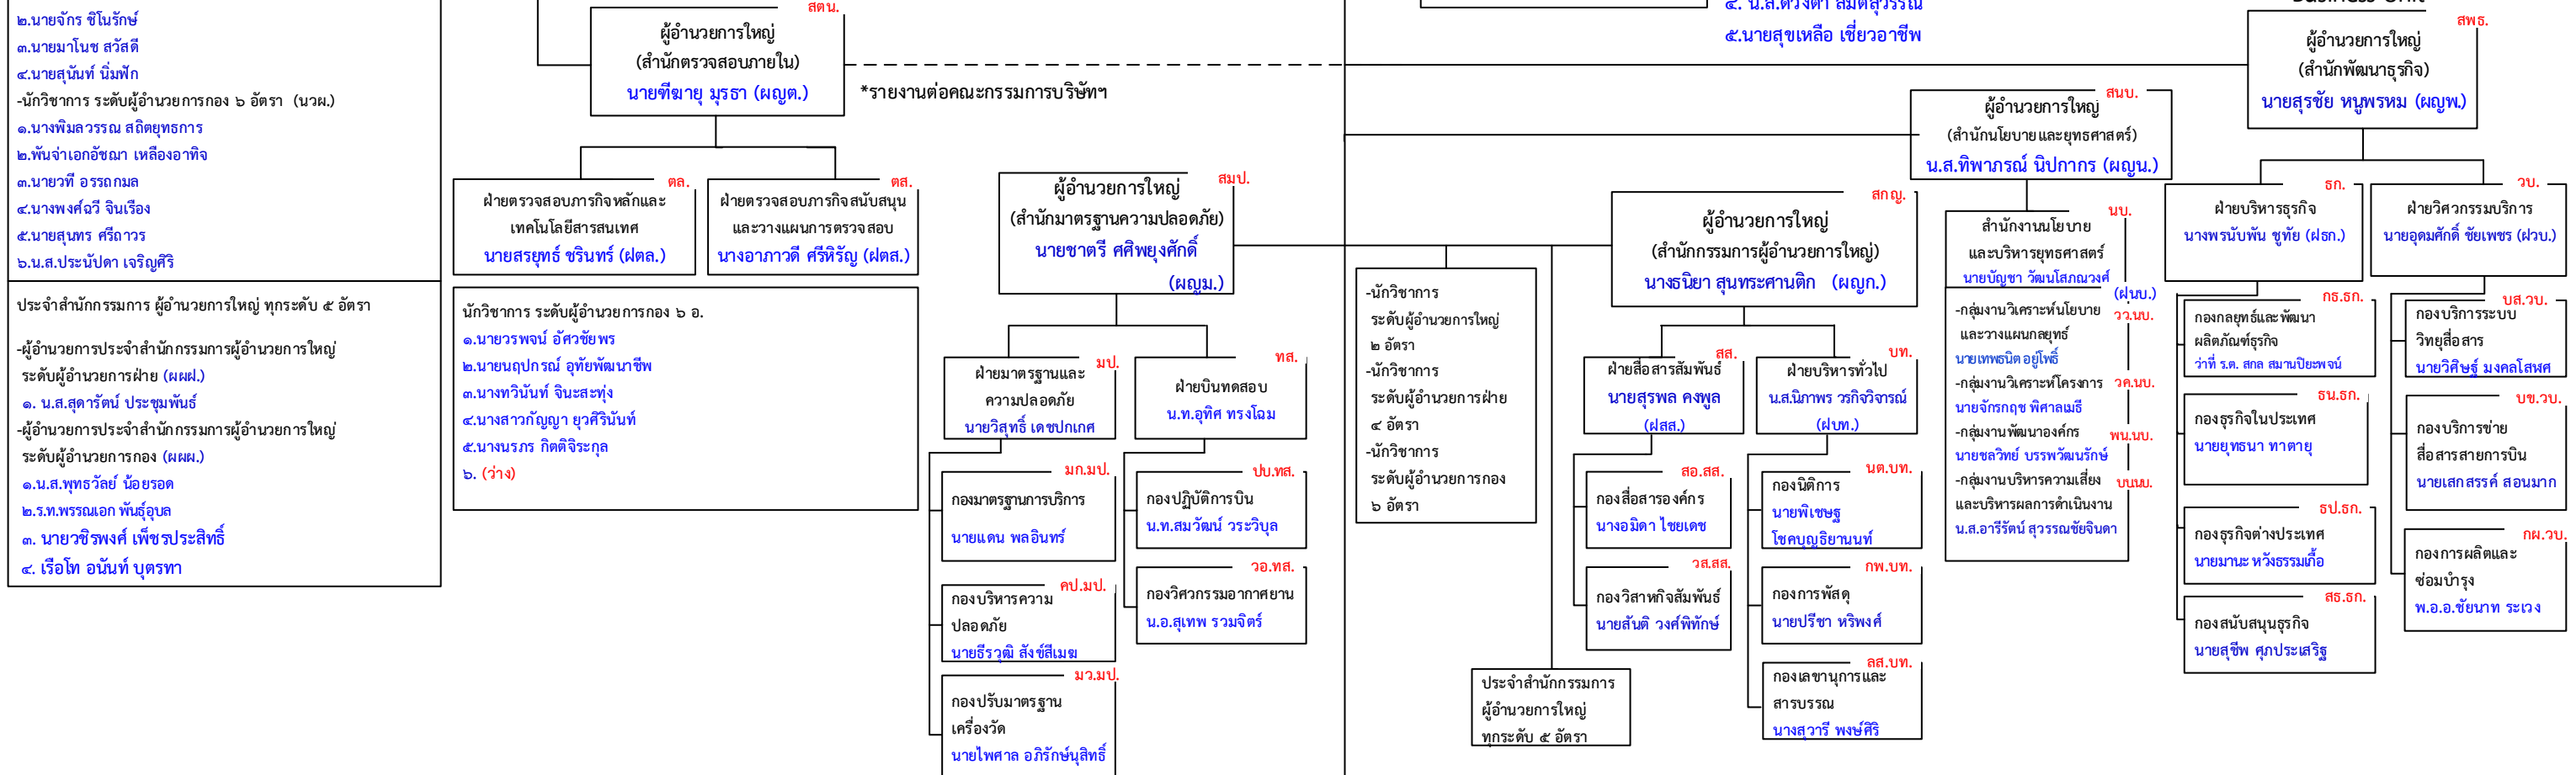 ๒.นายจักร ชิโนรักษ์
๓.นายมาโนช สวัสดี
๔.นายสุนันท์ นิ่มฟัก
-นักวิชาการ ระดับผู้อำนวยการกอง ๖ อัตรา (นวผ.)
๑.นางพิมลวรรณ สถิตยุทธการ
๒.พันจ่าเอกอัชฌา เหลืองอาทิจ
๓.นายวที อรรถกมล
๔.นางพงศ์ฉวี จินเรือง
๕.นายสุนทร ศรีถาวร
๖.น.ส.ประนัปดา เจริญศิริ
ประจำสำนักกรรมการ ผู้อำนวยการใหญ่ ทุกระดับ ๕ อัตรา
-ผู้อำนวยการประจำสำนักกรรมการผู้อำนวยการใหญ่
ระดับผู้อำนวยการฝ่าย (ผผฝ.)
๑. น.ส.สุดารัตน์ ประชุมพันธ์
-ผู้อำนวยการประจำสำนักกรรมการผู้อำนวยการใหญ่
ระดับผู้อำนวยการกอง (ผผผ.)
๑.น.ส.พุทธวัลย์ น้อยรอด
๒.ร.ท.พรรณเอก พันธุ์อุบล
๓. นายวชิรพงศ์ เพ็ชรประสิทธิ์
๔. เรือโท อนันท์ บุตรทา
สตน.
ผู้อำนวยการใหญ่
(สำนักตรวจสอบภายใน)
นายฑีฆายุ มุรธา (ผญต.)
*รายงานต่อคณะกรรมการบริษัทฯ
ตล.
ฝ่ายตรวจสอบภารกิจหลักและ
เทคโนโลยีสารสนเทศ
นายสรยุทธ์ ชรินทร์ (ฝตล.)
ตส.
ฝ่ายตรวจสอบภารกิจสนับสนุน
และวางแผนการตรวจสอบ
นางอาภาวดี ศรีหิรัญ (ฝตส.)
นักวิชาการ ระดับผู้อำนวยการกอง ๖ อ.
๑.นายวรพจน์ อัศวชัยพร
๒.นายนฤปกรณ์ อุทัยพัฒนาชีพ
๓.นางทวินันท์ จินะสะทุ่ง
๔.นางสาวกัญญา ยุวศิรินันท์
๕.นางนรภร กิตติจิระกุล
๖. (ว่าง)
สมป.
ผู้อำนวยการใหญ่
(สำนักมาตรฐานความปลอดภัย)
นายชาตรี ศศิพยุงศักดิ์
(ผญม.)
มป.
ฝ่ายมาตรฐานและ
ความปลอดภัย
นายวิสุทธิ์ เดชปกเกศ
ทส.
ฝ่ายบินทดสอบ
น.ท.อุทิศ ทรงโฉม
มก.มป.
กองมาตรฐานการบริการ
นายแดน พลอินทร์
คป.มป.
กองบริหารความ
ปลอดภัย
นายธีรวุฒิ สังข์สีเมฆ
มว.มป.
กองปรับมาตรฐาน
เครื่องวัด
นายไพศาล อภิรักษ์นุสิทธิ์
ปบ.ทส.
กองปฏิบัติการบิน
น.ท.สมวัฒน์ วระวิบุล
วอ.ทส.
กองวิศวกรรมอากาศยาน
น.อ.สุเทพ รวมจิตร์
๔. น.ส.ดวงตา สมิตสุวรรณ
๕.นายสุขเหลือ เชี่ยวอาชีพ
-นักวิชาการ
ระดับผู้อำนวยการใหญ่
๒ อัตรา
-นักวิชาการ
ระดับผู้อำนวยการฝ่าย
๔ อัตรา
-นักวิชาการ
ระดับผู้อำนวยการกอง
๖ อัตรา
ประจำสำนักกรรมการ
ผู้อำนวยการใหญ่
ทุกระดับ ๕ อัตรา
สกญ.
ผู้อำนวยการใหญ่
(สำนักกรรมการผู้อำนวยการใหญ่)
นางธนิยา สุนทระศานติก (ผญก.)
สส.
ฝ่ายสื่อสารสัมพันธ์
นายสุรพล คงพูล
(ฝสส.)
บท.
ฝ่ายบริหารทั่วไป
น.ส.นิภาพร วรกิจวิจารณ์
(ฝบท.)
สอ.สส.
กองสื่อสารองค์กร
นางอมิดา ไชยเดช
วส.สส.
กองวิสาหกิจสัมพันธ์
นายสันติ วงศ์พิทักษ์
นต.บท.
กองนิติการ
นายพิเชษฐ
โชคบุญธิยานนท์
กพ.บท.
กองการพัสดุ
นายปรีชา หริพงศ์
ลส.บท.
กองเลขานุการและ
สารบรรณ
นางสุวารี พงษ์ศิริ
สนบ.
ผู้อำนวยการใหญ่
(สำนักนโยบายและยุทธศาสตร์)
น.ส.ทิพาภรณ์ นิปกากร (ผญน.)
นบ.
สำนักงานนโยบาย
และบริหารยุทธศาสตร์
นายบัญชา วัฒนโสภณวงศ์
(ฝนบ.)
-กลุ่มงานวิเคราะห์นโยบาย
วว.นบ.
และวางแผนกลยุทธ์
นายเทพธนิต อยู่โพธิ์
-กลุ่มงานวิเคราะห์โครงการ
วค.นบ.
นายจักรกฤช พิศาลเมธี
-กลุ่มงานพัฒนาองค์กร
พน.นบ.
นายชลวิทย์ บรรพวัฒนรักษ์
-กลุ่มงานบริหารความเสี่ยง
บน.นบ.
และบริหารผลการดำเนินงาน
น.ส.อารีรัตน์ สุวรรณชัยจินดา
Business Unit
สพธ.
ผู้อำนวยการใหญ่
(สำนักพัฒนาธุรกิจ)
นายสุรชัย หนูพรหม (ผญพ.)
ธก.
ฝ่ายบริหารธุรกิจ
นางพรนับพัน ชูทัย (ฝธก.)
วบ.
ฝ่ายวิศวกรรมบริการ
นายอุดมศักดิ์ ชัยเพชร (ฝวบ.)
กธ.ธก.
กองกลยุทธ์และพัฒนา
ผลิตภัณฑ์ธุรกิจ
ว่าที่ ร.ต. สกล สมานปิยะพจน์
ธน.ธก.
กองธุรกิจในประเทศ
นายยุทธนา ทาตายุ
ธป.ธก.
กองธุรกิจต่างประเทศ
นายมานะ หวังธรรมเกื้อ
สธ.ธก.
กองสนับสนุนธุรกิจ
นายสุชีพ ศุภประเสริฐ
บส.วบ.
กองบริการระบบ
วิทยุสื่อสาร
นายวิศิษฐ์ มงคลโสฬศ
บข.วบ.
กองบริการข่าย
สื่อสารสายการบิน
นายเสกสรรค์ สอนมาก
กผ.วบ.
กองการผลิตและ
ซ่อมบำรุง
พ.อ.อ.ชัยนาท ระเวง